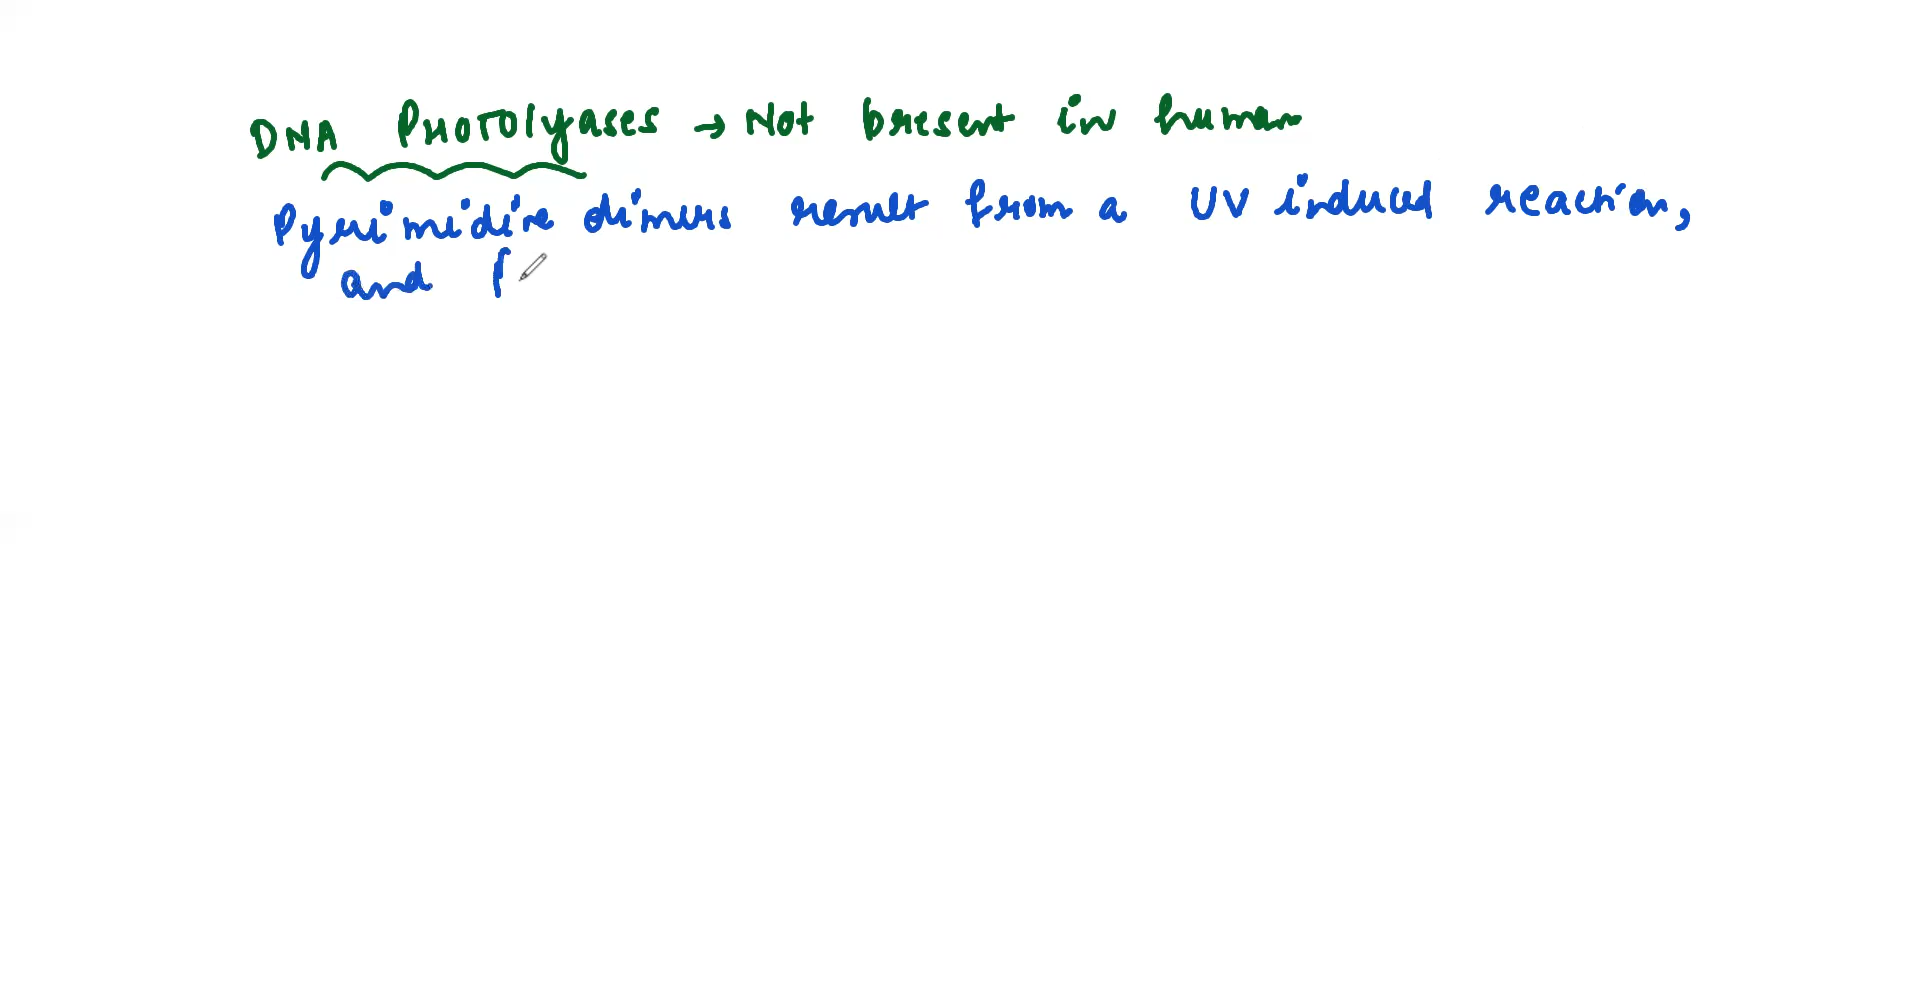 DNA PHOTOlyases → Not present in human
Pyrimidine dimers result from a UV induced reaction,
and P